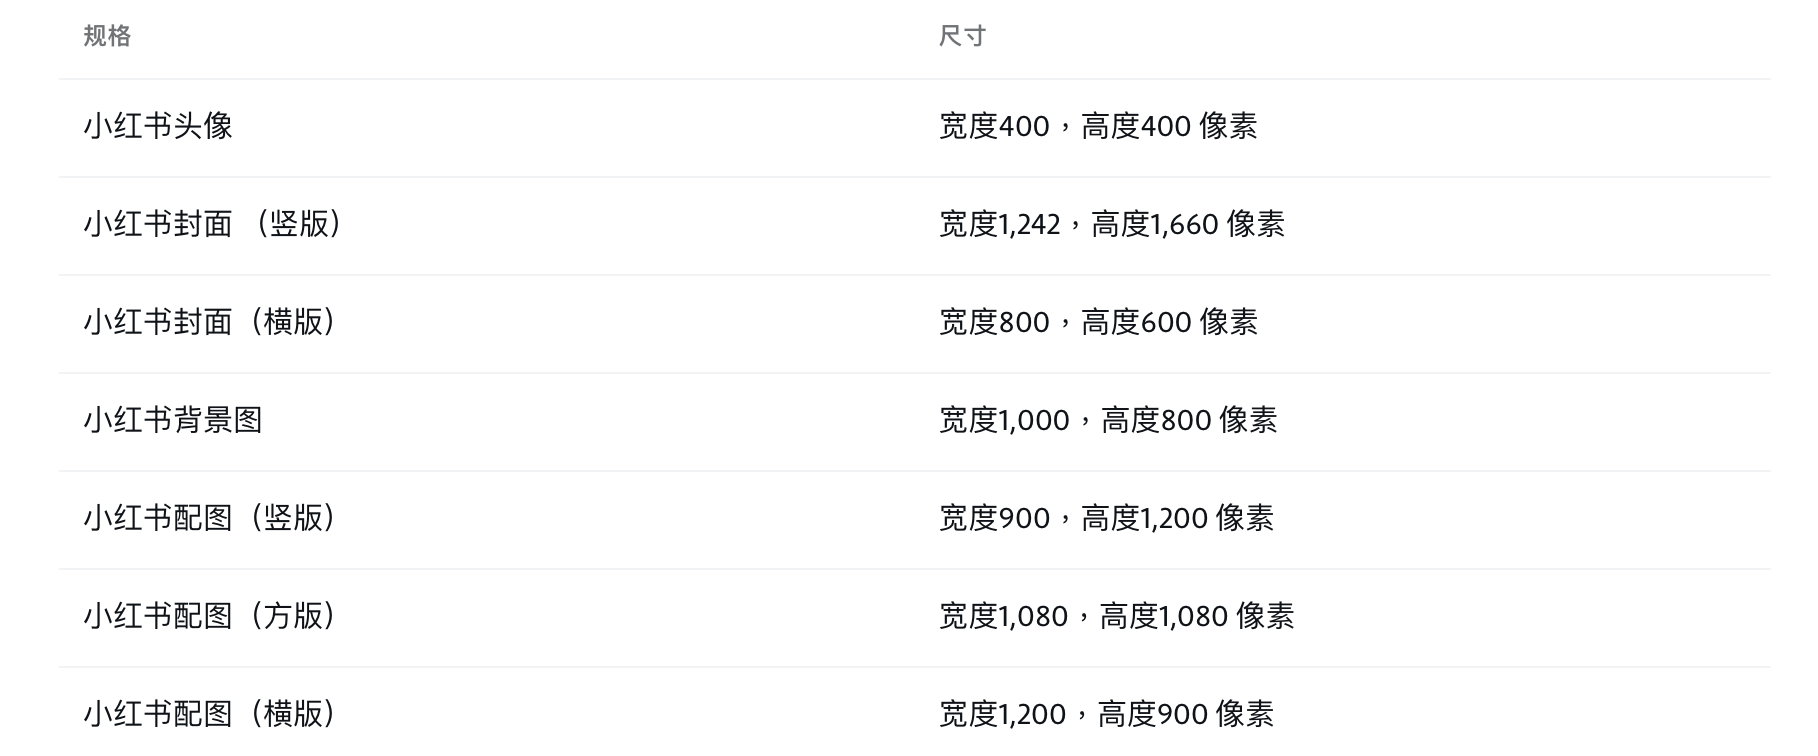 规格 尺寸
小红书头像 宽度400，高度400 像素
小红书封面 （竖版） 宽度1,242，高度1,660 像素
小红书封面（横版） 宽度800，高度600 像素
小红书背景图 宽度1,000，高度800 像素
小红书配图（竖版） 宽度900，高度1,200 像素
小红书配图（方版） 宽度1,080，高度1,080 像素
小红书配图（横版） 宽度1,200，高度900 像素